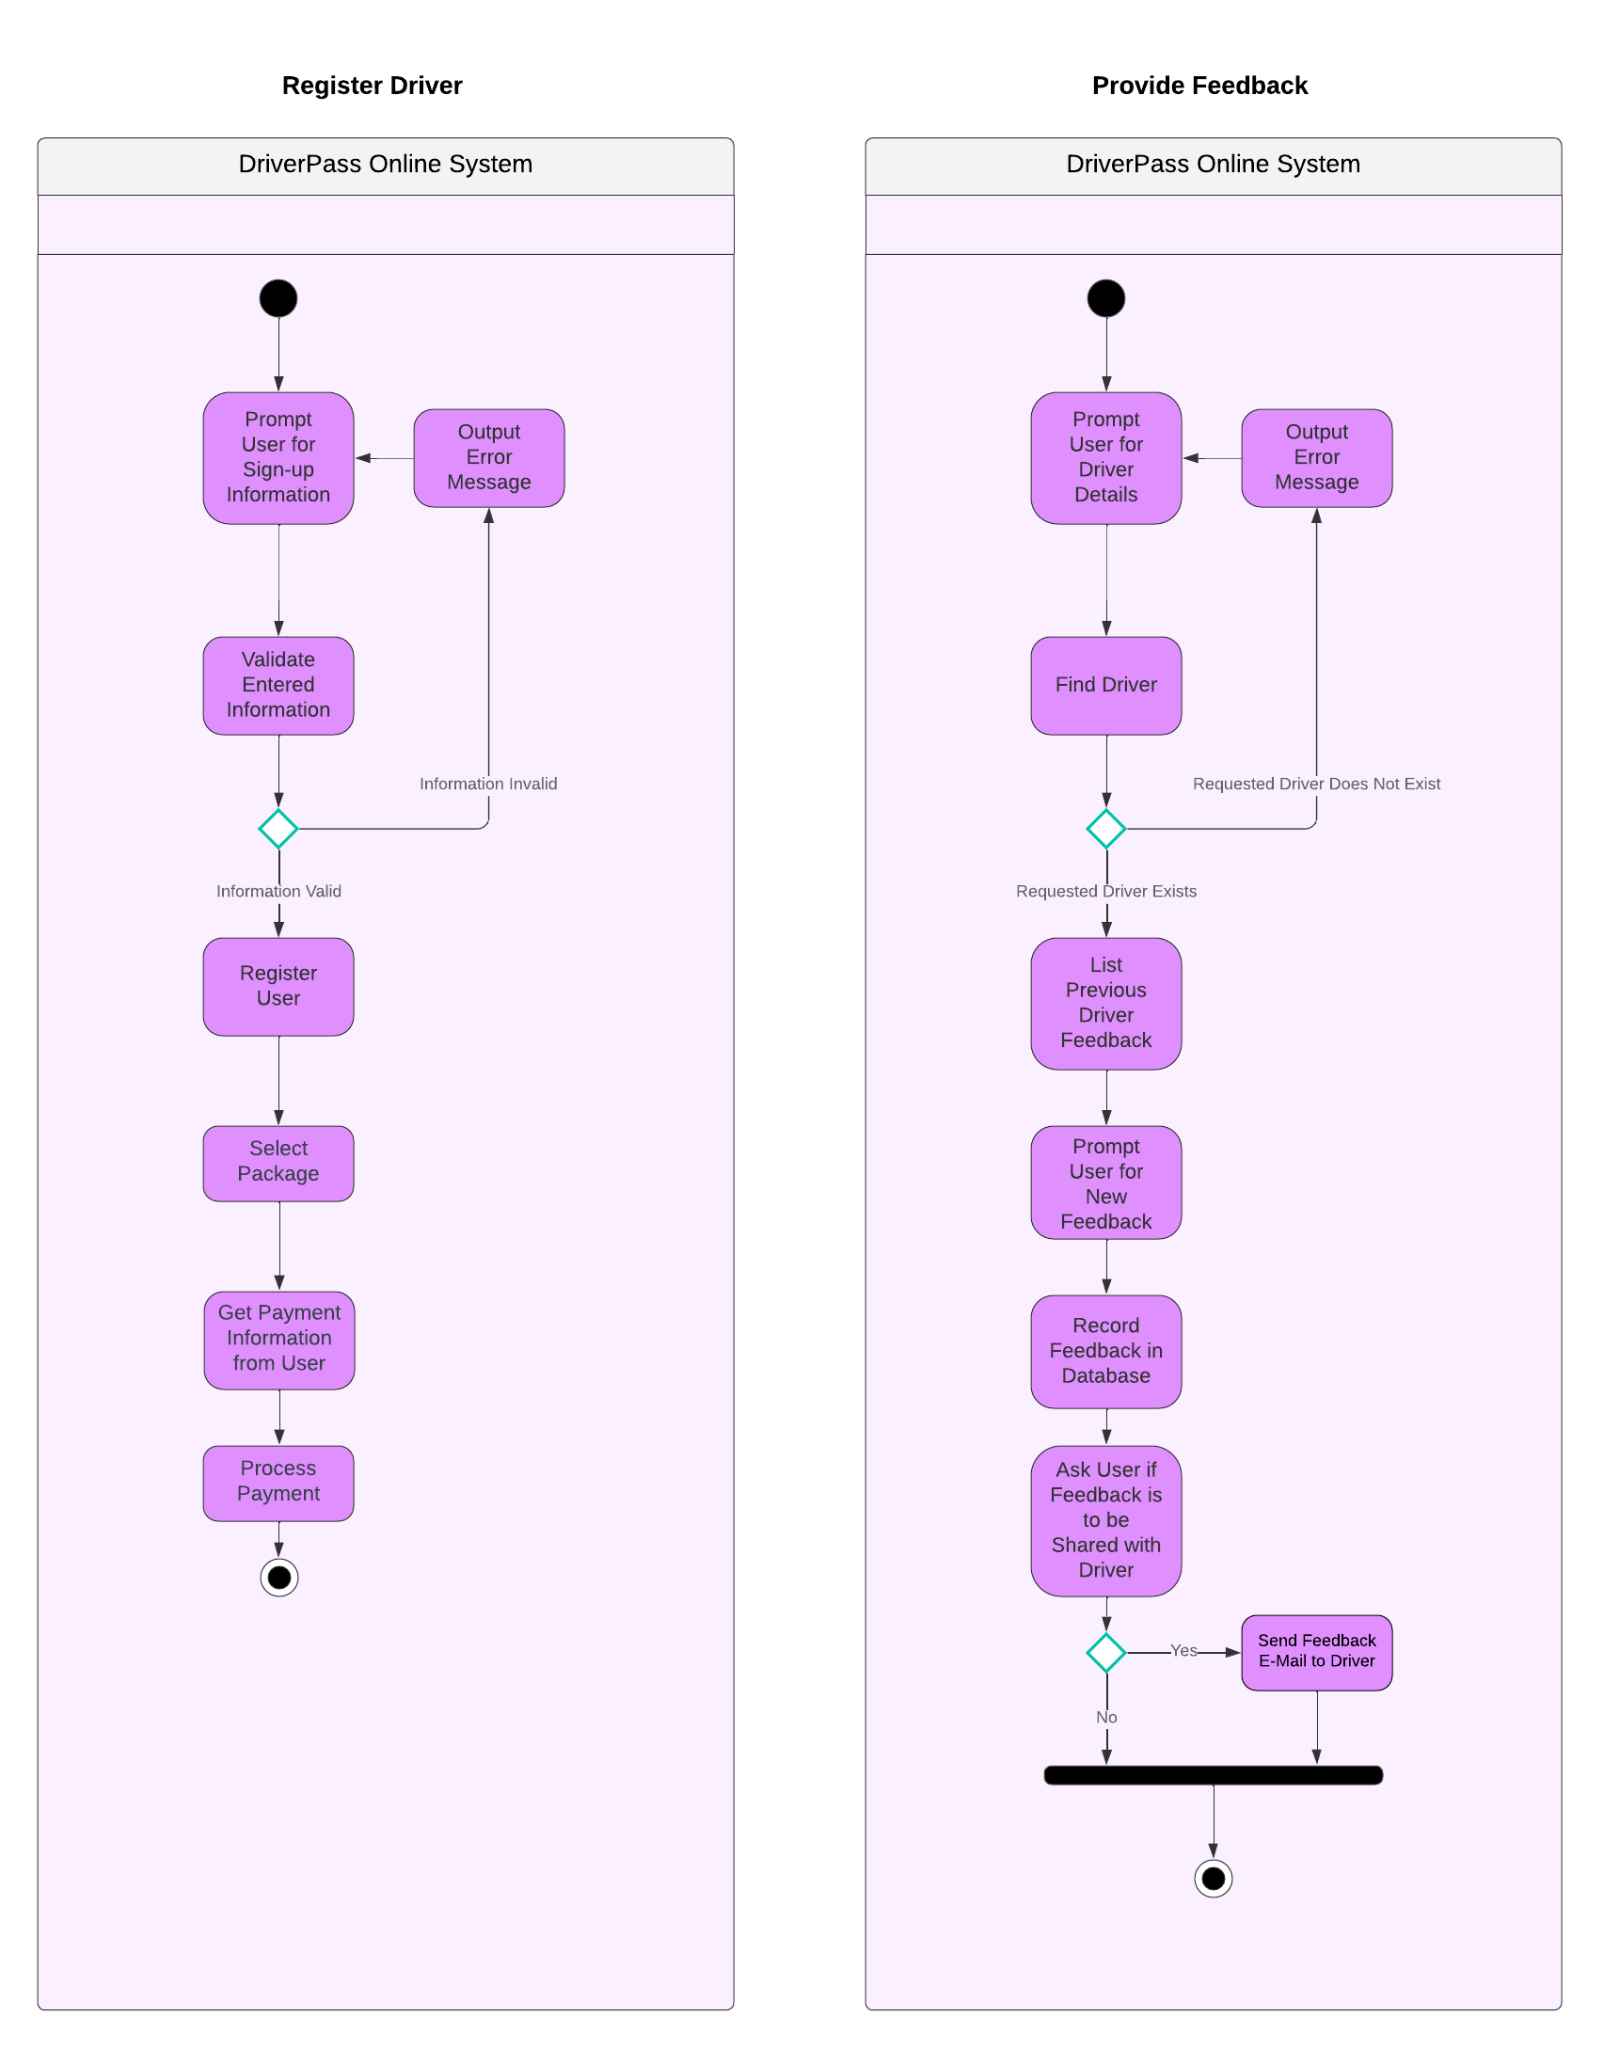 Register Driver
DriverPass Online System
Prompt
User for
Sign-up
Information
Output
Error
Message
Validate
Entered
Information
Information Invalid
Information Valid
Register
User
Select
Package
Get Payment
Information
from User
Process
Payment
Provide Feedback
DriverPass Online System
Prompt
User for
Driver
Details
Output
Error
Message
Find Driver
Requested Driver Does Not Exist
Requested Driver Exists
List
Previous
Driver
Feedback
Prompt
User for
New
Feedback
Record
Feedback in
Database
Ask User if
Feedback is
to be
Shared with
Driver
Yes
Send Feedback
E-Mail to Driver
No